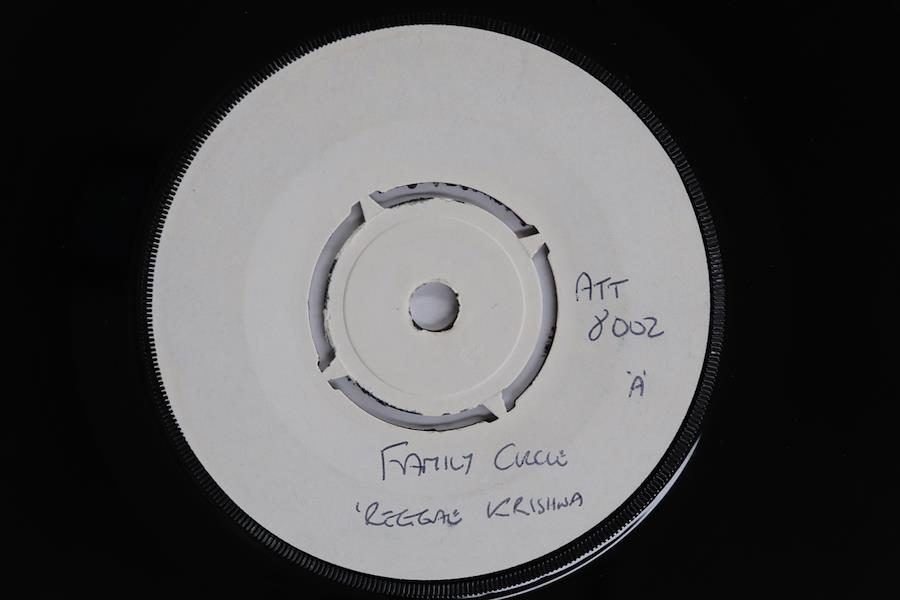 ATT
8002
'A'
FAMILY CIRCLE
'REGGAE KRISHNA